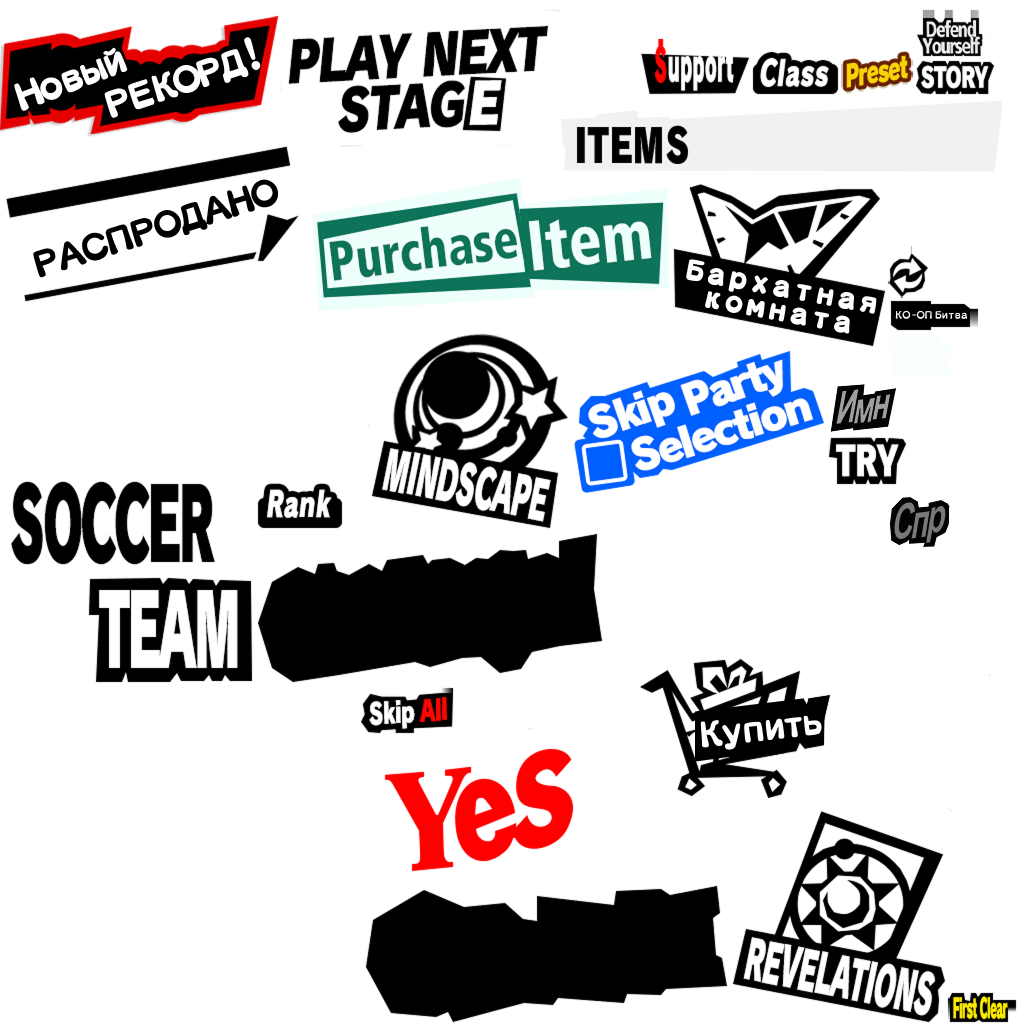 Новый
РЕКОРД!
PLAY NEXT
STAGE
Support
Class
Preset
Defend
Yourself
STORY
ITEMS
РАСПРОДАНО
Purchase Item
Бархатная
комната
КО-ОП Битва
MINDSCAPE
Skip Party
Selection
Имн
TRY
Спр
SOCCER
TEAM
Rank
Skip All
Купить
Yes
REVELATIONS
First Clear